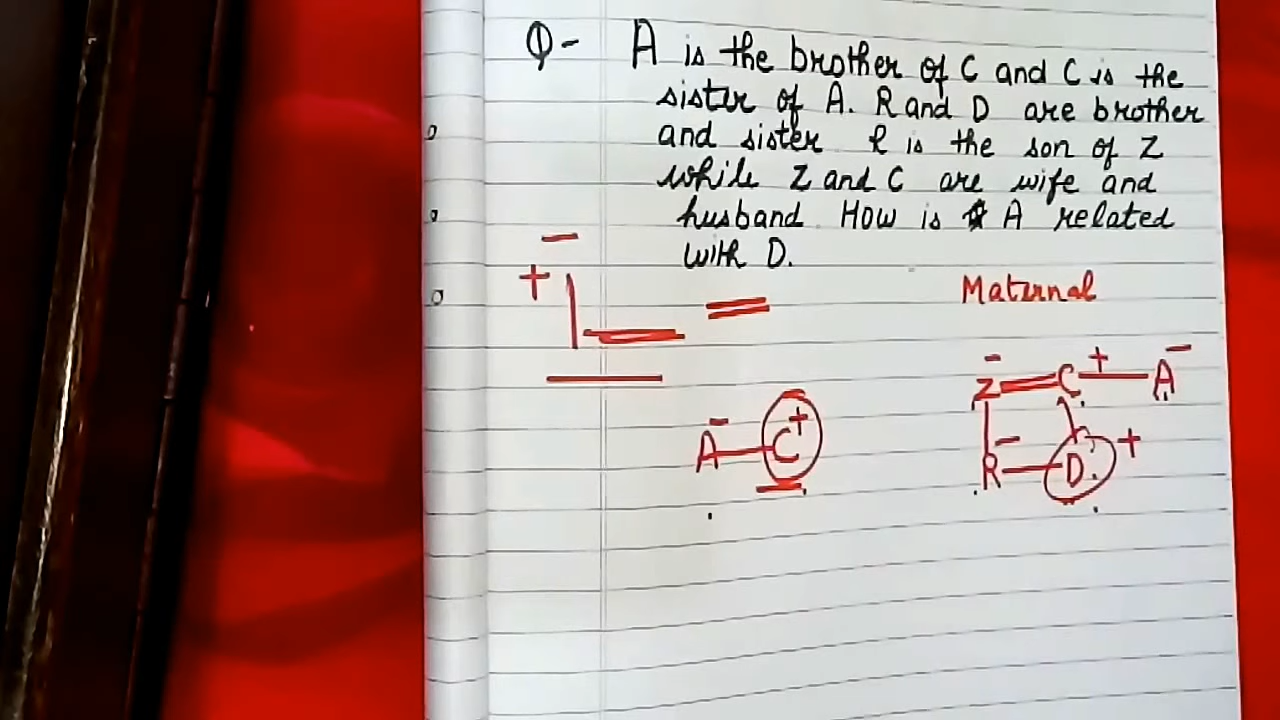 Q- A is the brother of C and C is the
sister of A. R and D are brother
and sister R is the son of Z
while Z and C are wife and
husband. How is A related
with D.
Maternal
-
+
=
Z - = C + - A -
A - - C +
R - - D. +